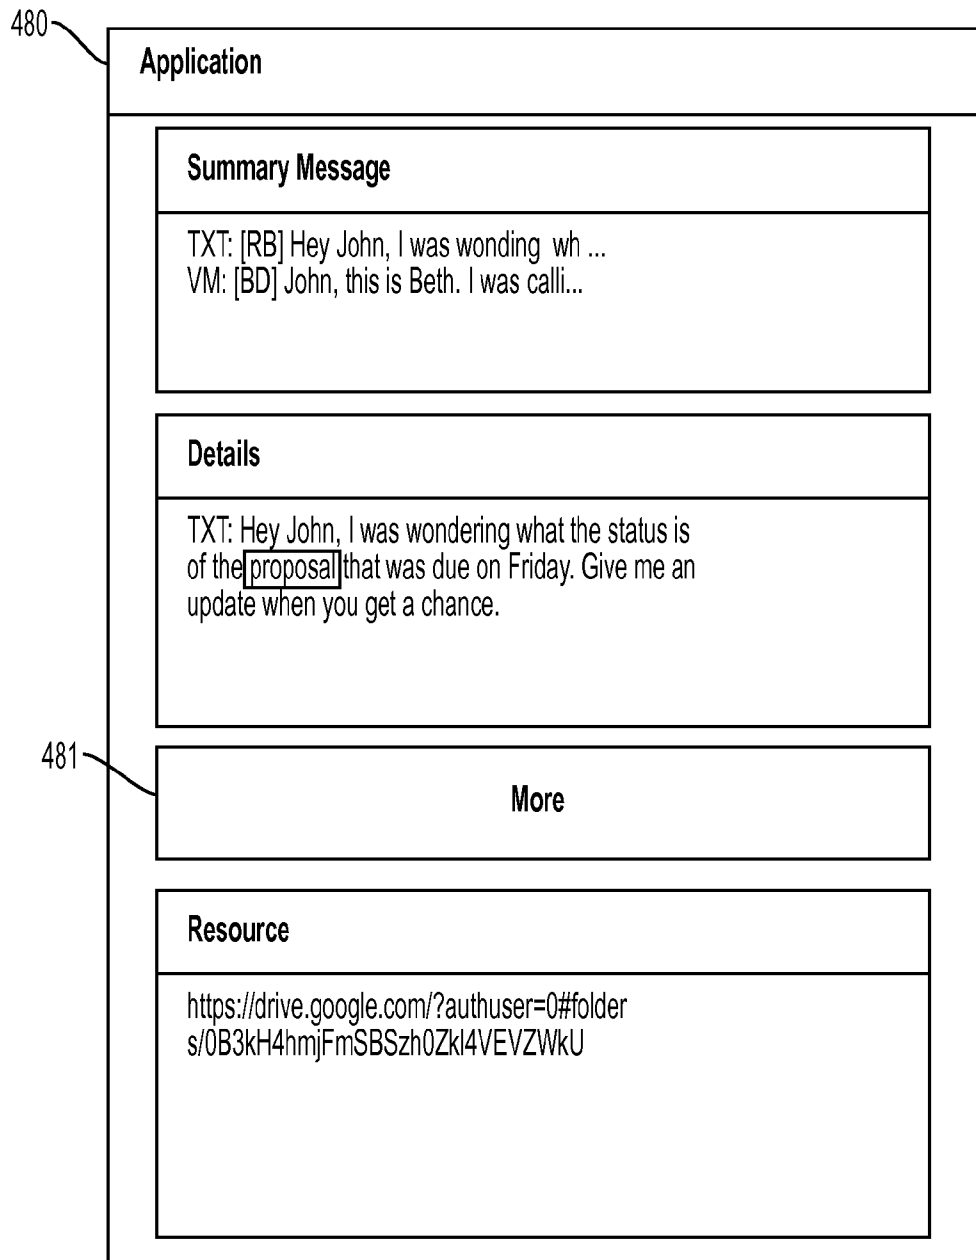 480
Application
Summary Message
TXT: [RB] Hey John, I was wonding wh ...
VM: [BD] John, this is Beth. I was calli...
Details
TXT: Hey John, I was wondering what the status is
of the proposal that was due on Friday. Give me an
update when you get a chance.
481
More
Resource
https://drive.google.com/?authuser=0#folder
s/0B3kH4hmjFmSBSzh0Zkl4VEVZWkU